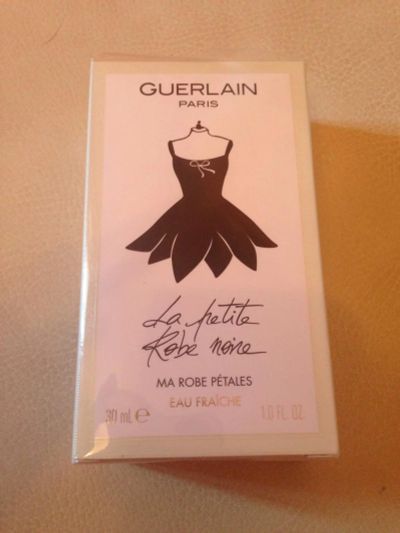 GUERLAIN
PARIS
La petite
Robe noire
MA ROBE PÉTALES
EAU FRAÎCHE
30 mL e 1.0 FL. OZ.